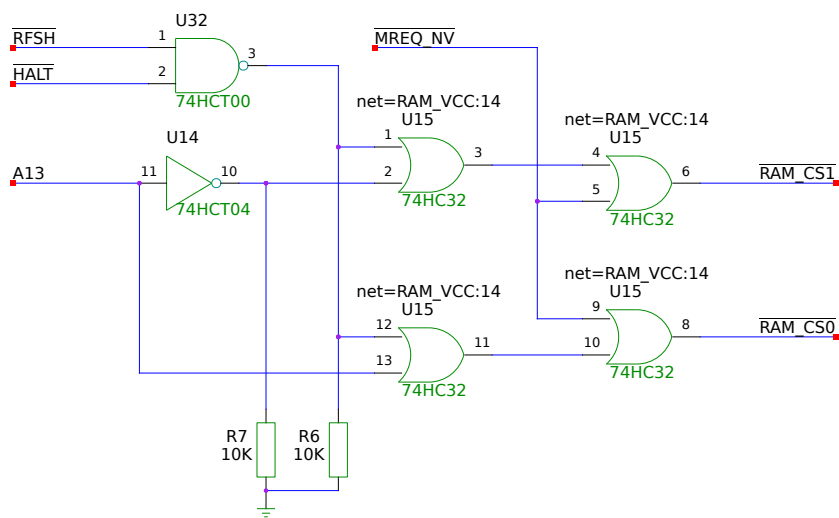 U32
RFSH
1
3
MREQ_NV
HALT
2
74HCT00
net=RAM_VCC:14
U15
net=RAM_VCC:14
U15
U14
1
3
4
6
RAM_CS1
A13
11
10
2
5
74HCT04
74HC32
74HC32
net=RAM_VCC:14
U15
net=RAM_VCC:14
U15
9
12
11
10
8
RAM_CS0
13
74HC32
74HC32
R7
10K
R6
10K